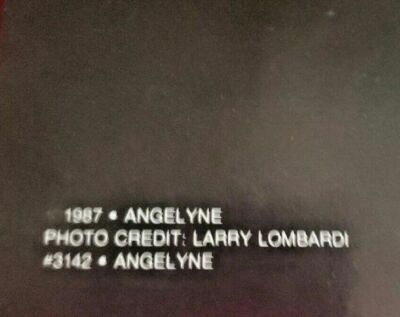 1987 • ANGELYNE
PHOTO CREDIT: LARRY LOMBARDI
#3142 • ANGELYNE